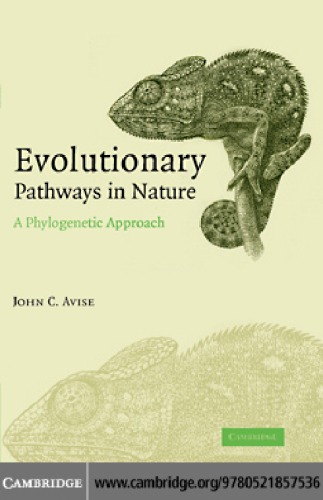 Evolutionary
Pathways in Nature
A Phylogenetic Approach
John C. Avise
CAMBRIDGE
CAMBRIDGE
www.cambridge.org/9780521857536